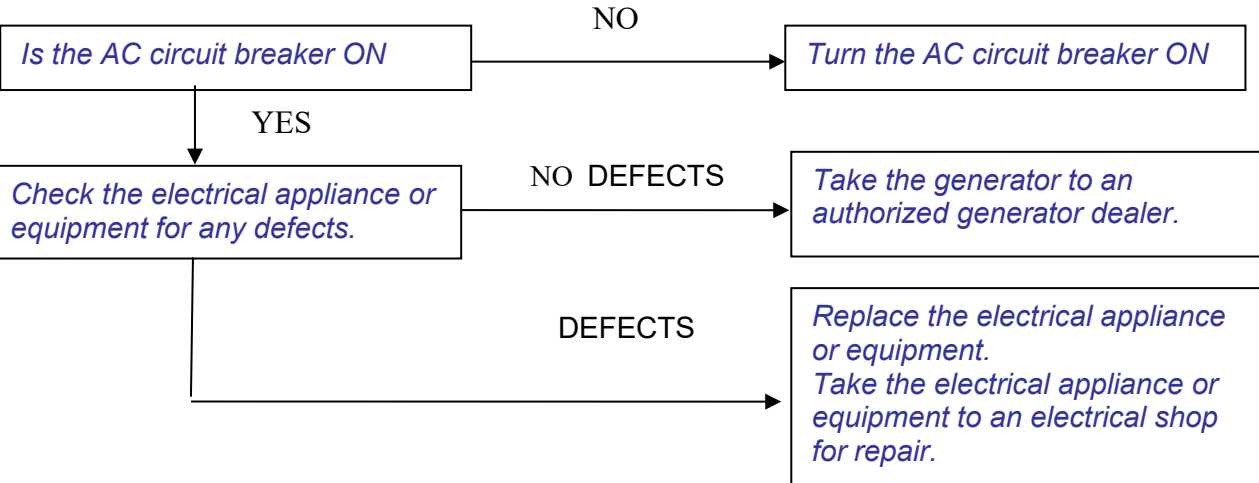 NO
Is the AC circuit breaker ON
Turn the AC circuit breaker ON
YES
Check the electrical appliance or
equipment for any defects.
NO DEFECTS
Take the generator to an
authorized generator dealer.
DEFECTS
Replace the electrical appliance
or equipment.
Take the electrical appliance or
equipment to an electrical shop
for repair.